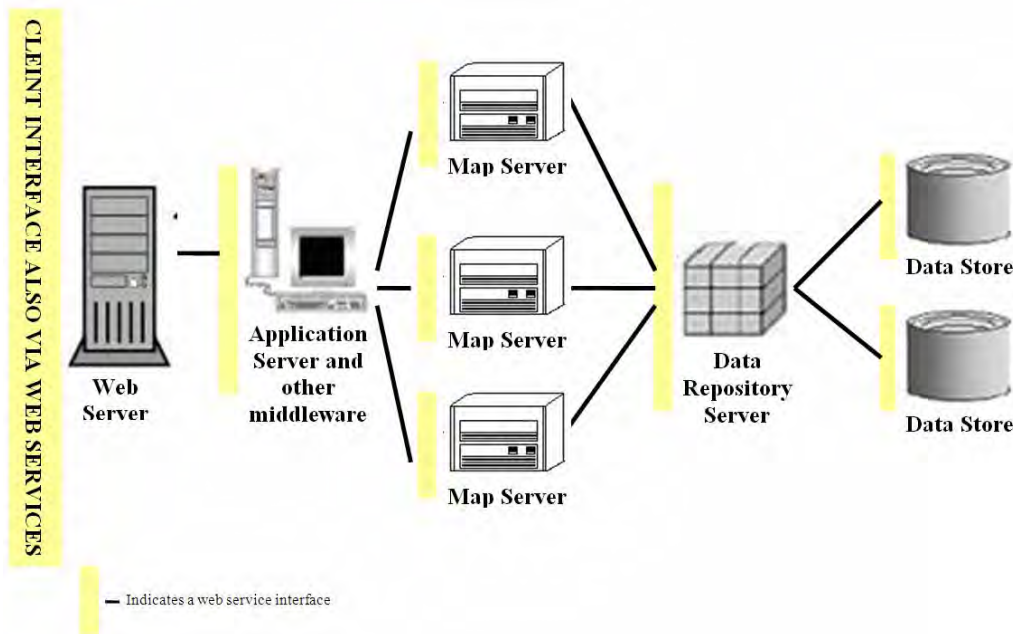 CLEINT INTERFACE ALSO VIA WEB SERVICES
Web
Server
Application
Server and
other
middleware
Map Server
Map Server
Map Server
Data
Repository
Server
Data Store
Data Store
Indicates a web service interface